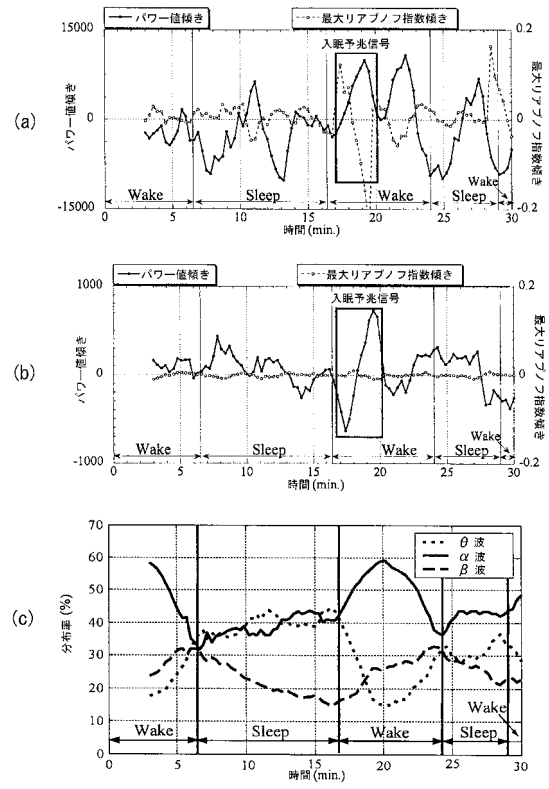 パワー値傾き
最大リアプノフ指数傾き
15000
0.2
入眠予兆信号
(a)
パワー値傾き
0
0
最大リアプノフ指数傾き
Wake
Sleep
Wake
Sleep
Wake
-15000
-0.2
0
5
10
15
20
25
30
時間 (min.)
パワー値傾き
最大リアプノフ指数傾き
1000
0.2
入眠予兆信号
(b)
パワー値傾き
0
0
最大リアプノフ指数傾き
Wake
Sleep
Wake
Sleep
Wake
-1000
-0.2
0
5
10
15
20
25
30
時間 (min.)
(c)
分布率 (%)
70
60
50
40
30
20
10
0
θ 波
α 波
β 波
Wake
Sleep
Wake
Sleep
Wake
0
5
10
15
20
25
30
時間 (min.)